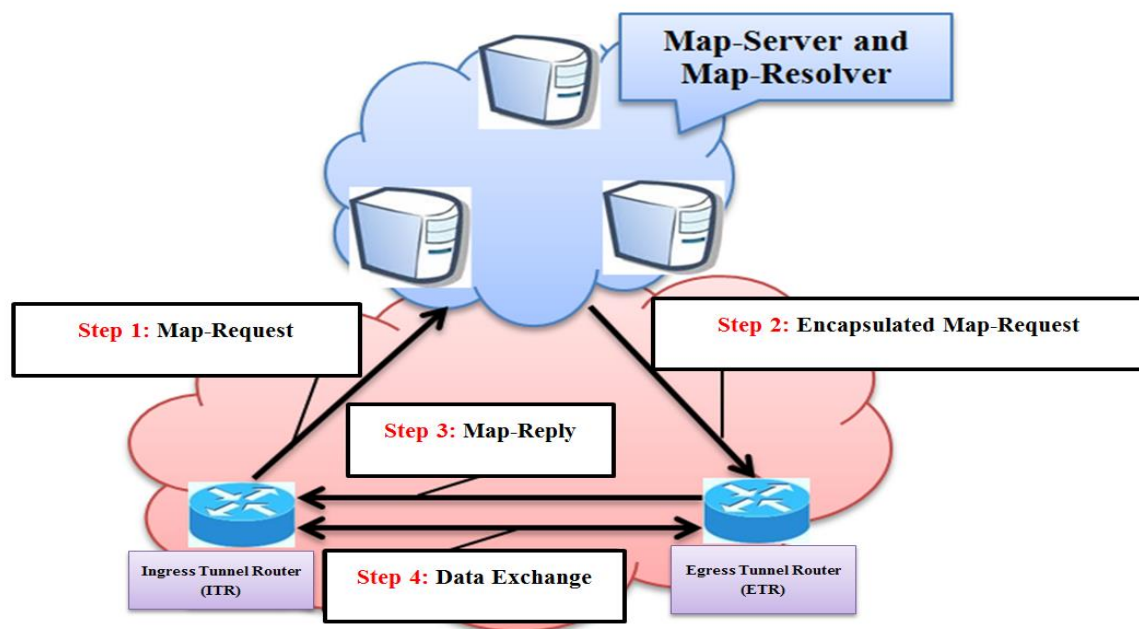 Map-Server and
Map-Resolver
Step 1: Map-Request
Step 2: Encapsulated Map-Request
Step 3: Map-Reply
Ingress Tunnel Router
(ITR)
Step 4: Data Exchange
Egress Tunnel Router
(ETR)